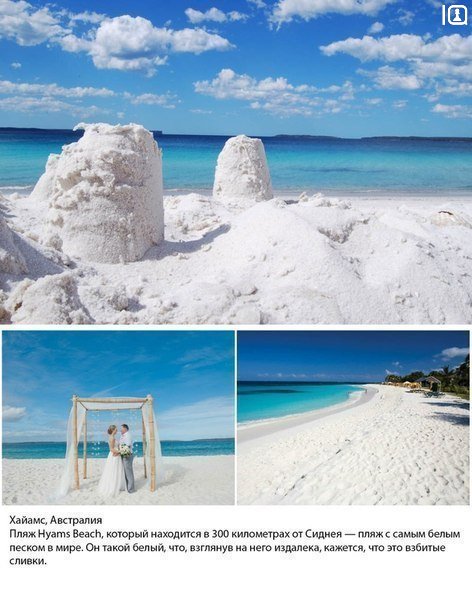 Хайамс, Австралия
Пляж Hyams Beach, который находится в 300 километрах от Сиднея — пляж с самым белым
песком в мире. Он такой белый, что, взглянув на него издалека, кажется, что это взбитые
сливки.